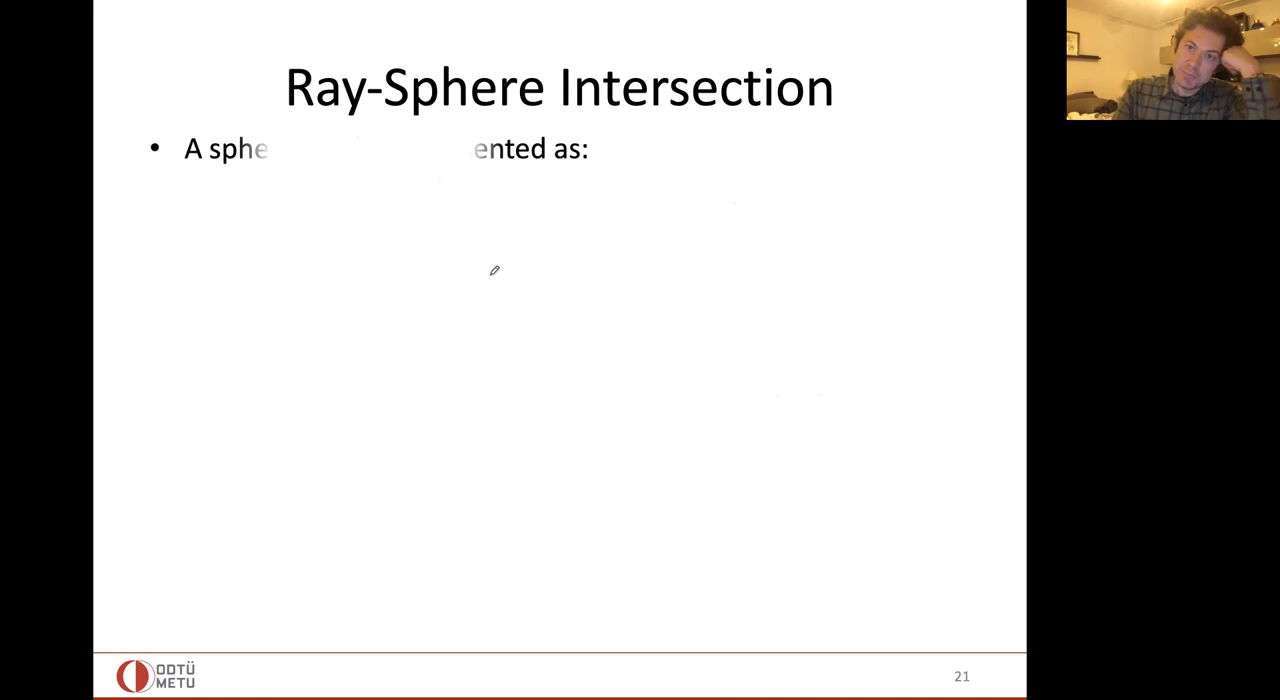 Ray-Sphere Intersection
• A sphe ented as:
ODTÜ
METU
21